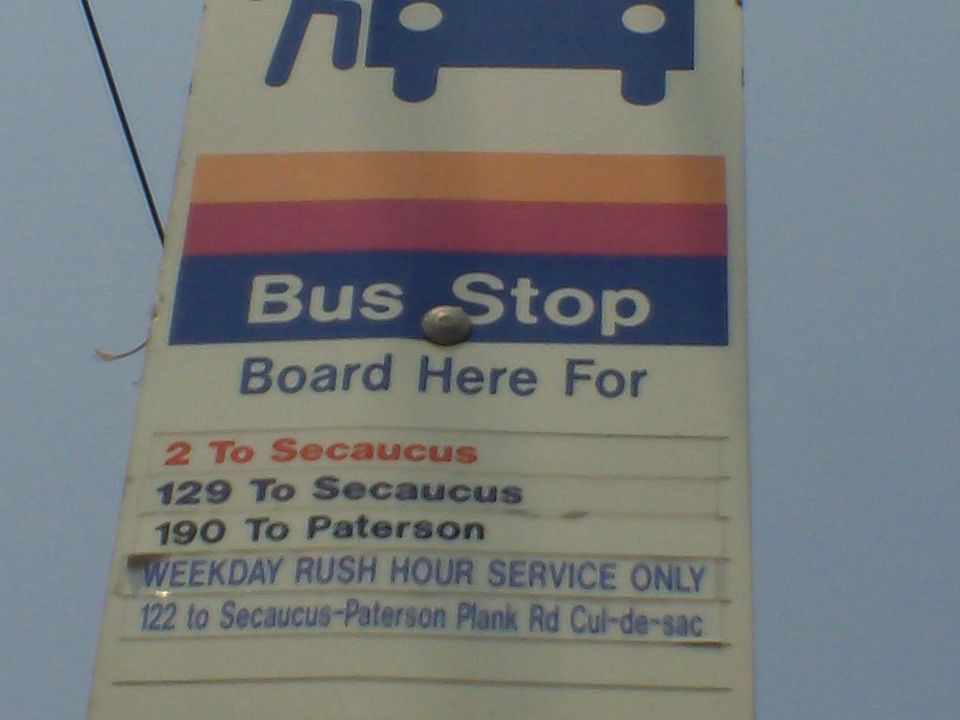 Bus Stop
Board Here For
2 To Secaucus
129 To Secaucus
190 To Paterson
WEEKDAY RUSH HOUR SERVICE ONLY
122 to Secaucus-Paterson Plank Rd Cul-de-sac